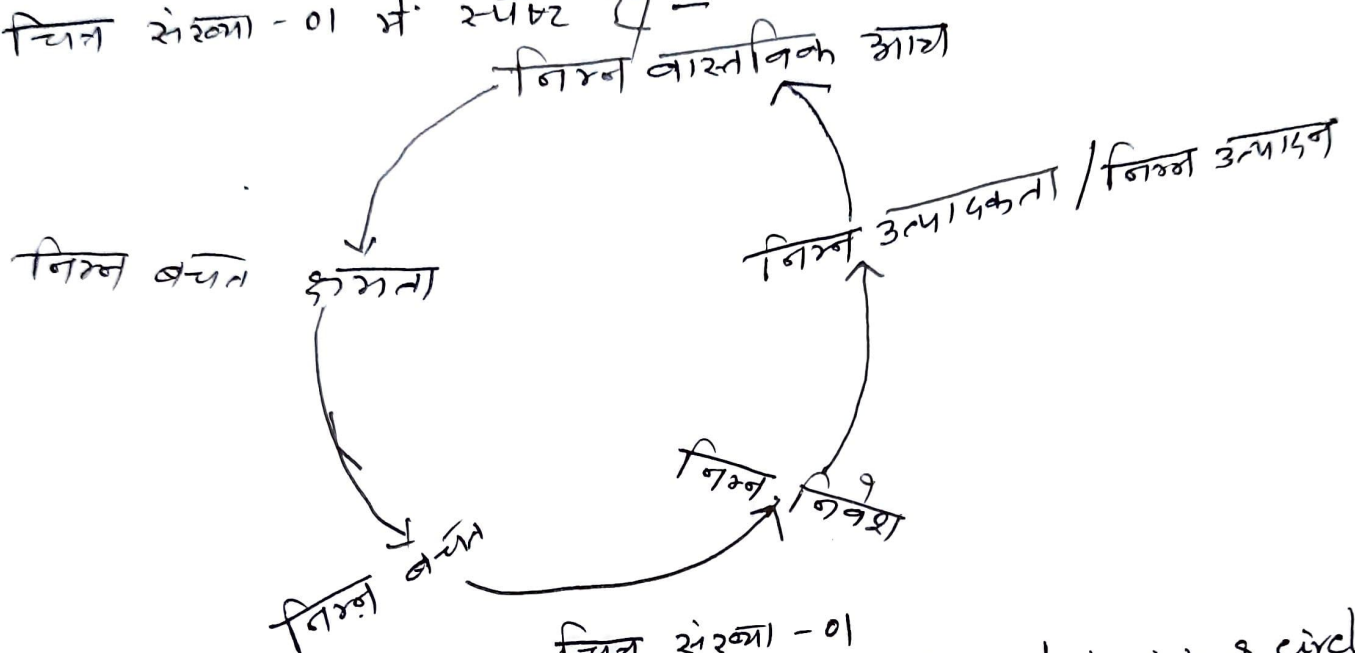 चित्र संख्या - 01 में स्पष्ट
निम्न वास्तविक आय
निम्न उत्पादकता / निम्न उत्पादन
निम्न बचत क्षमता
निम्न निवेश
निम्न बचत
चित्र संख्या - 01